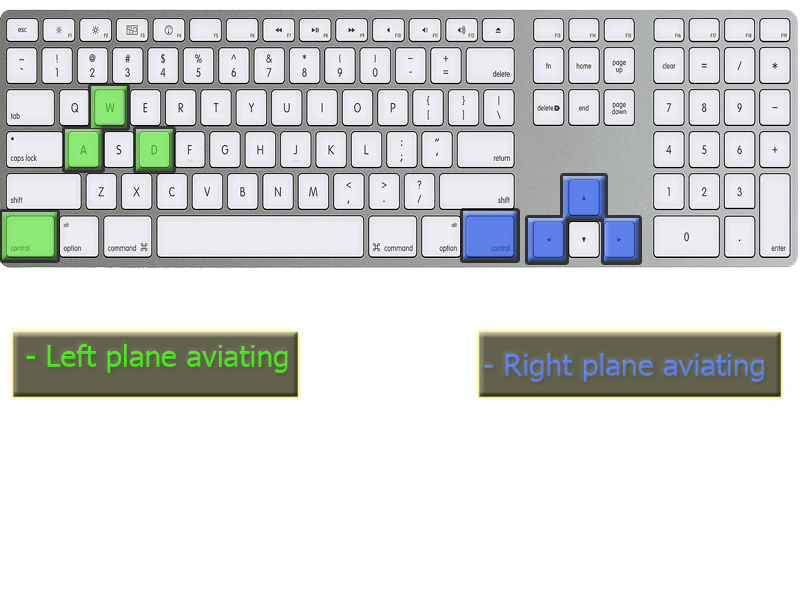 esc F1 F2 F3 F4 F5 F6 F7 F8 F9 F10 F11 F12 F13 F14 F15 F16 F17 F18 F19
~ ` ! 1 @ 2 # 3 $ 4 % 5 ^ 6 & 7 * 8 ( 9 ) 0 – - + = delete fn home page up clear = / *
tab Q W E R T Y U I O P { [ } ] | \ delete end page down 7 8 9 –
caps lock A S D F G H J K L : ; " ' return 4 5 6 +
shift Z X C V B N M < , > . ? / shift 1 2 3
control alt option command ⌘ ⌘ command alt option control 0 . enter
- Left plane aviating
- Right plane aviating